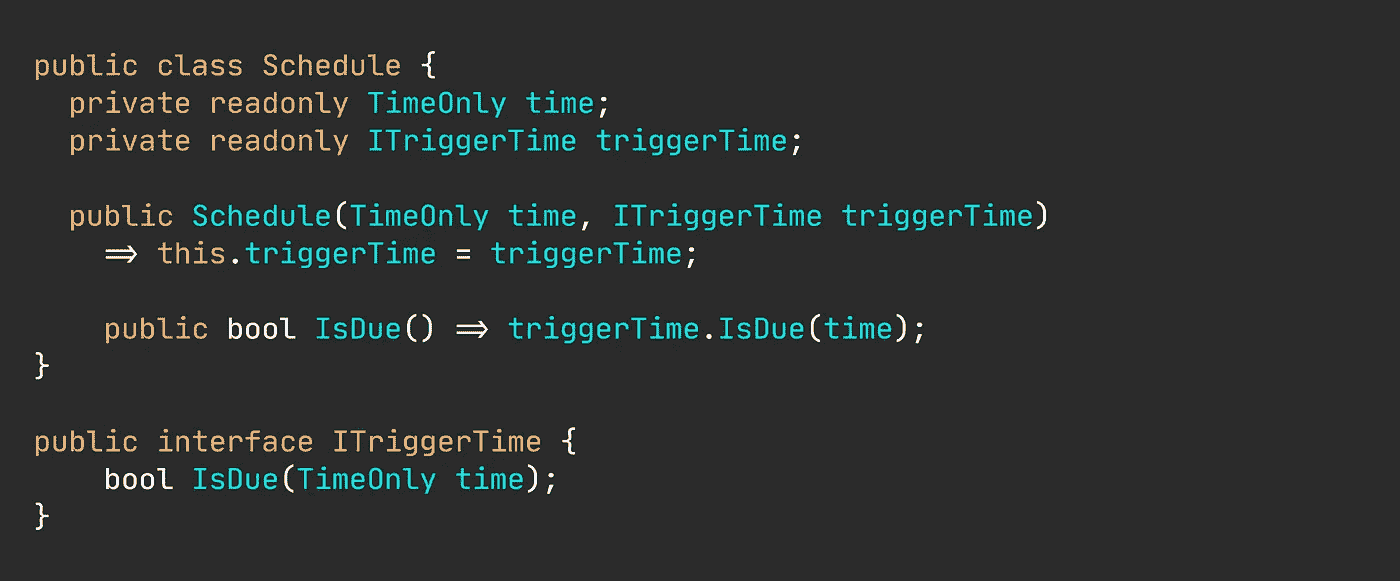 public class Schedule {
  private readonly TimeOnly time;
  private readonly ITriggerTime triggerTime;

  public Schedule(TimeOnly time, ITriggerTime triggerTime)
    => this.triggerTime = triggerTime;

    public bool IsDue() => triggerTime.IsDue(time);
}

public interface ITriggerTime {
    bool IsDue(TimeOnly time);
}